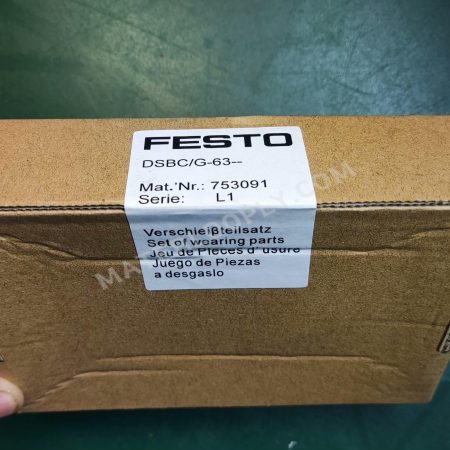 FESTO
DSBC/G-63--
Mat.'Nr.: 753091
Serie: L1
Verschleißteilsatz
Set of wearing parts
Jeu de Pieces d' usure
Juego de Piezas
a desgaslo